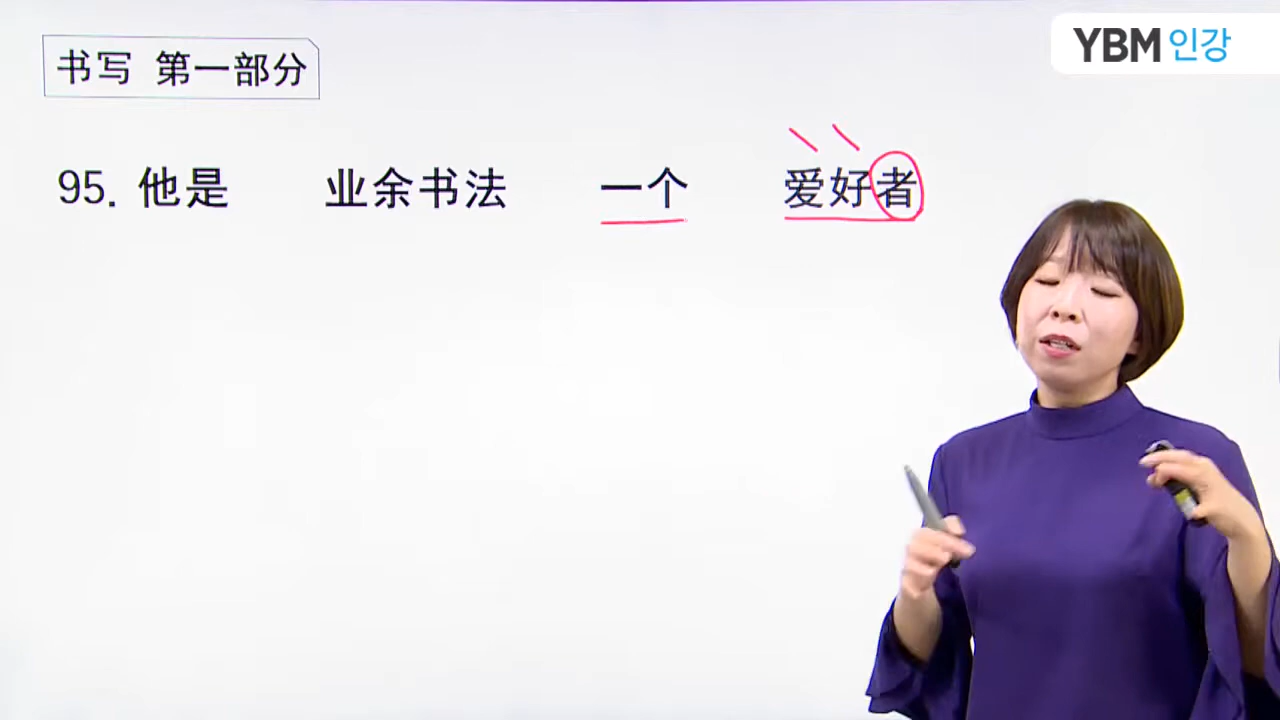 YBM 인강
书写 第一部分
95. 他是 业余书法 一个 爱好者